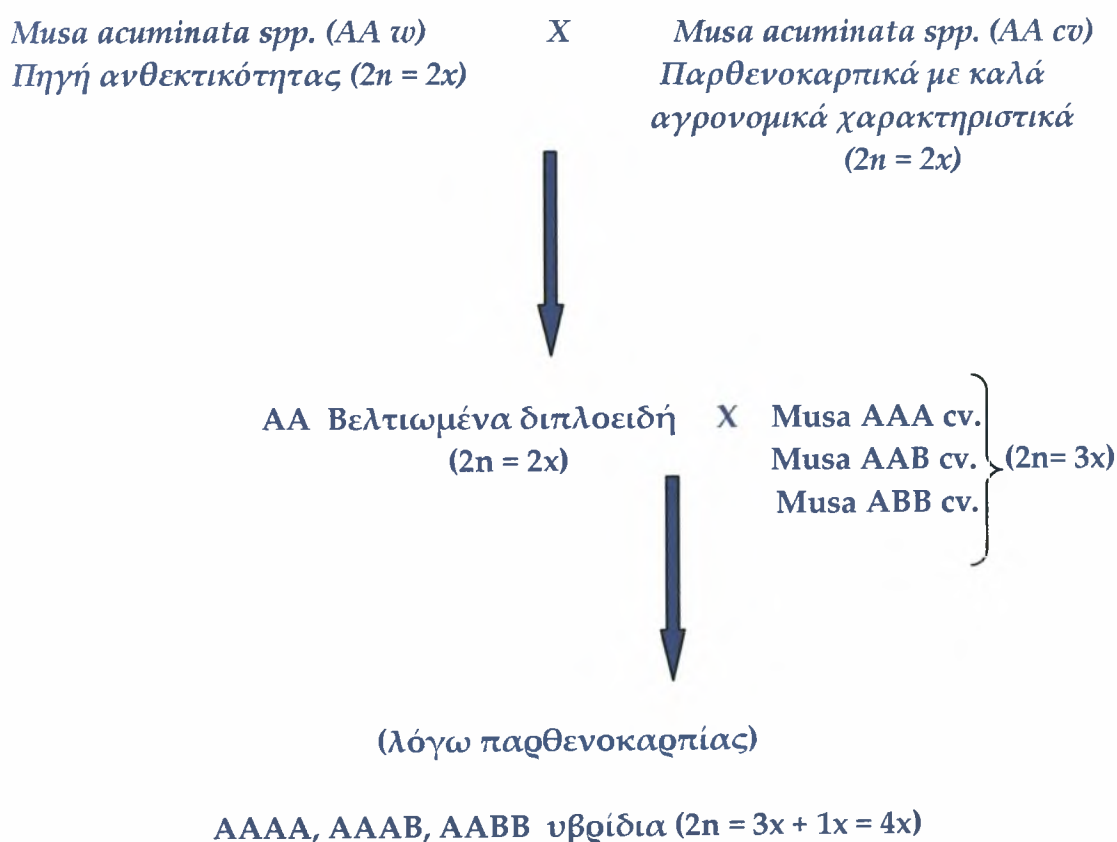 Musa acuminata spp. (AA w) X Musa acuminata spp. (AA cv)
Πηγή ανθεκτικότητας (2n = 2x) Παρθενοκαρπικά με καλά
αγρονομικά χαρακτηριστικά
(2n = 2x)
AA Βελτιωμένα διπλοειδή X Musa AAA cv.
(2n = 2x) Musa AAB cv. (2n= 3x)
Musa ABB cv.
(λόγω παρθενοκαρπίας)
AAAA, AAAB, AABB υβρίδια (2n = 3x + 1x = 4x)